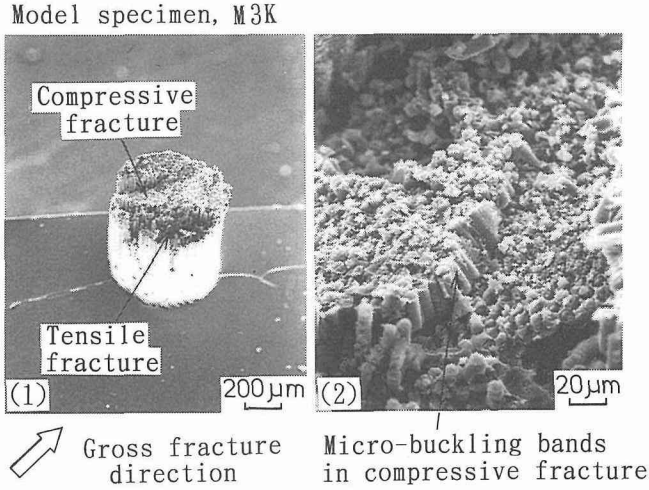 Model specimen, M3K
Compressive
fracture
Tensile
fracture
(1)
200μm
(2)
20μm
Gross fracture
direction
Micro-buckling bands
in compressive fracture